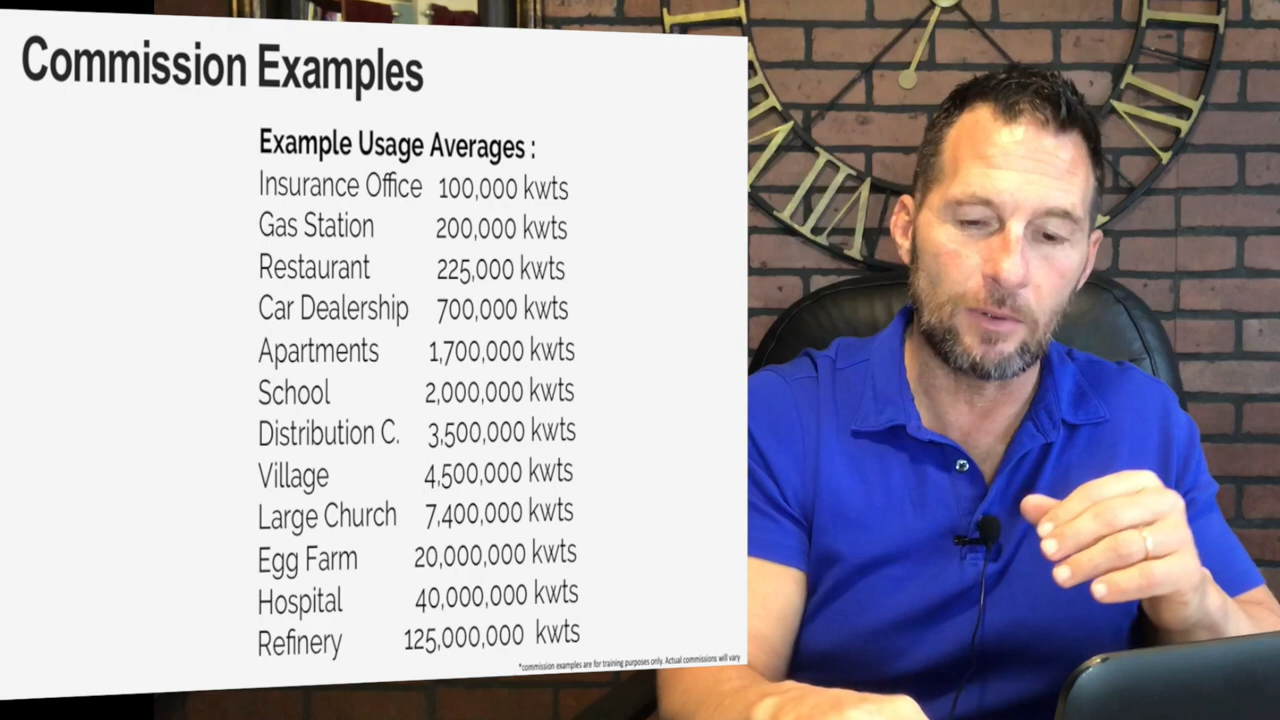 Commission Examples
Example Usage Averages :
Insurance Office 100,000 kwts
Gas Station 200,000 kwts
Restaurant 225,000 kwts
Car Dealership 700,000 kwts
Apartments 1,700,000 kwts
School 2,000,000 kwts
Distribution C. 3,500,000 kwts
Village 4,500,000 kwts
Large Church 7,400,000 kwts
Egg Farm 20,000,000 kwts
Hospital 40,000,000 kwts
Refinery 125,000,000 kwts
*commission examples are for training purposes only. Actual commissions will vary